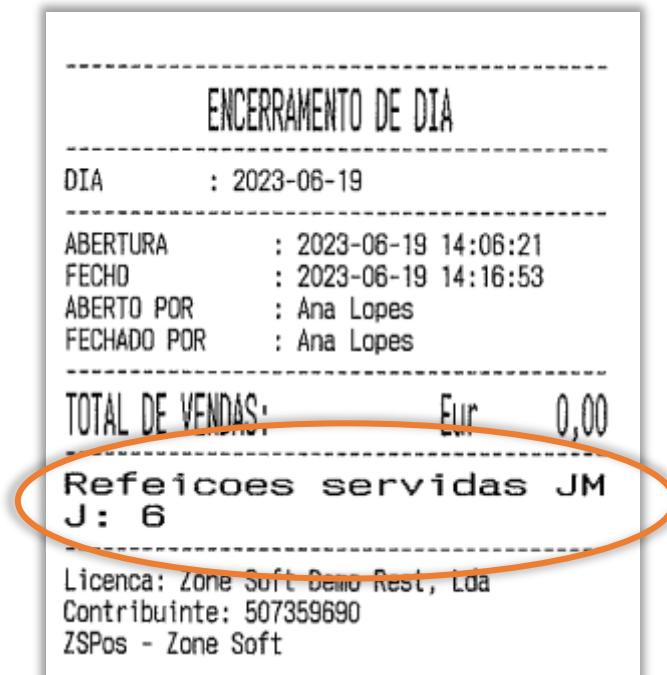 ENCERRAMENTO DE DIA
DIA : 2023-06-19
ABERTURA : 2023-06-19 14:06:21
FECHO : 2023-06-19 14:16:53
ABERTO POR : Ana Lopes
FECHADO POR : Ana Lopes
TOTAL DE VENDAS: Eur 0,00
Refeicoes servidas JM
J: 6
Licenca: Zone Soft Demo Rest, Lda
Contribuinte: 507359690
ZSPos - Zone Soft